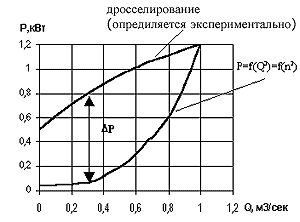 дросселирование
(опредиляется экспериментально)
P,кВт
1,2
1
0,8
0,6
0,4
0,2
0
ΔP
P=f(Q³)=f(n³)
0 0,2 0,4 0,6 0,8 1 1,2
Q, м3/сек